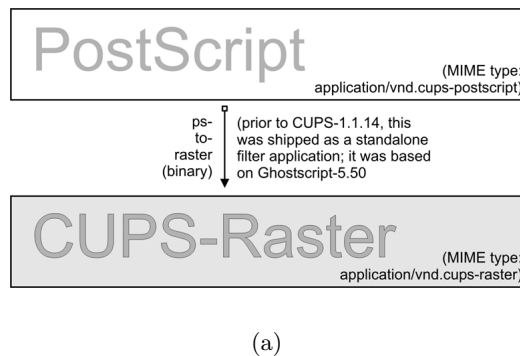 PostScript
(MIME type:
application/vnd.cups-postscript)
ps-
to-
raster
(binary)
(prior to CUPS-1.1.14, this
was shipped as a standalone
filter application; it was based
on Ghostscript-5.50
CUPS-Raster
(MIME type:
application/vnd.cups-raster)
(a)